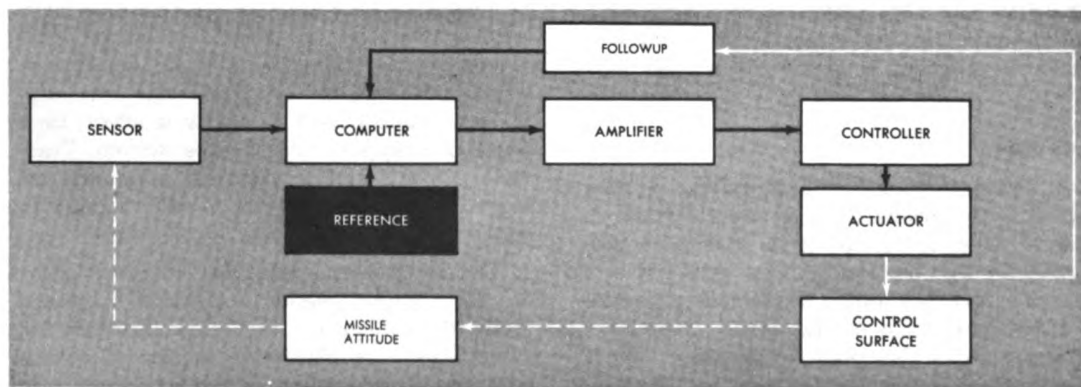 FOLLOWUP
SENSOR
COMPUTER
AMPLIFIER
CONTROLLER
REFERENCE
ACTUATOR
MISSILE
ATTITUDE
CONTROL
SURFACE